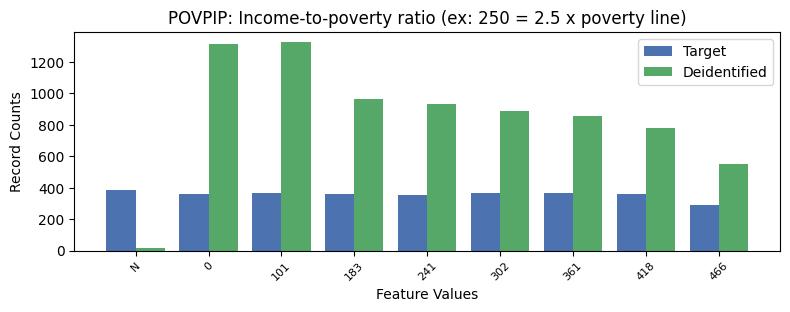 POVPIP: Income-to-poverty ratio (ex: 250 = 2.5 x poverty line)
Target
Deidentified
Record Counts
1200
1000
800
600
400
200
0
N 0 101 183 241 302 361 418 466
Feature Values